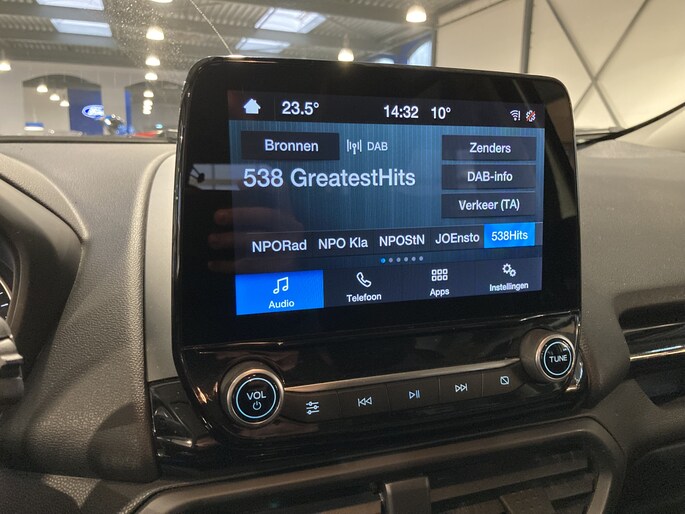 Ford
23.5° 14:32 10°
Bronnen DAB Zenders
538 GreatestHits DAB-info
Verkeer (TA)
NPORad NPO Kla NPOStN JOEnsto 538Hits
Audio Telefoon Apps Instellingen
VOL TUNE